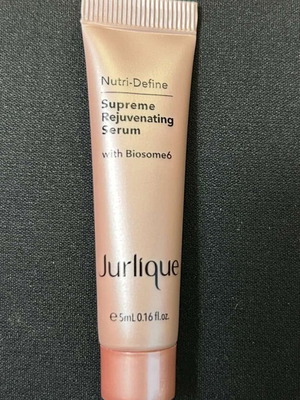 Nutri-Define
Supreme
Rejuvenating
Serum
with Biosome6
Jurlique
℮5mL 0.16 fl.oz.